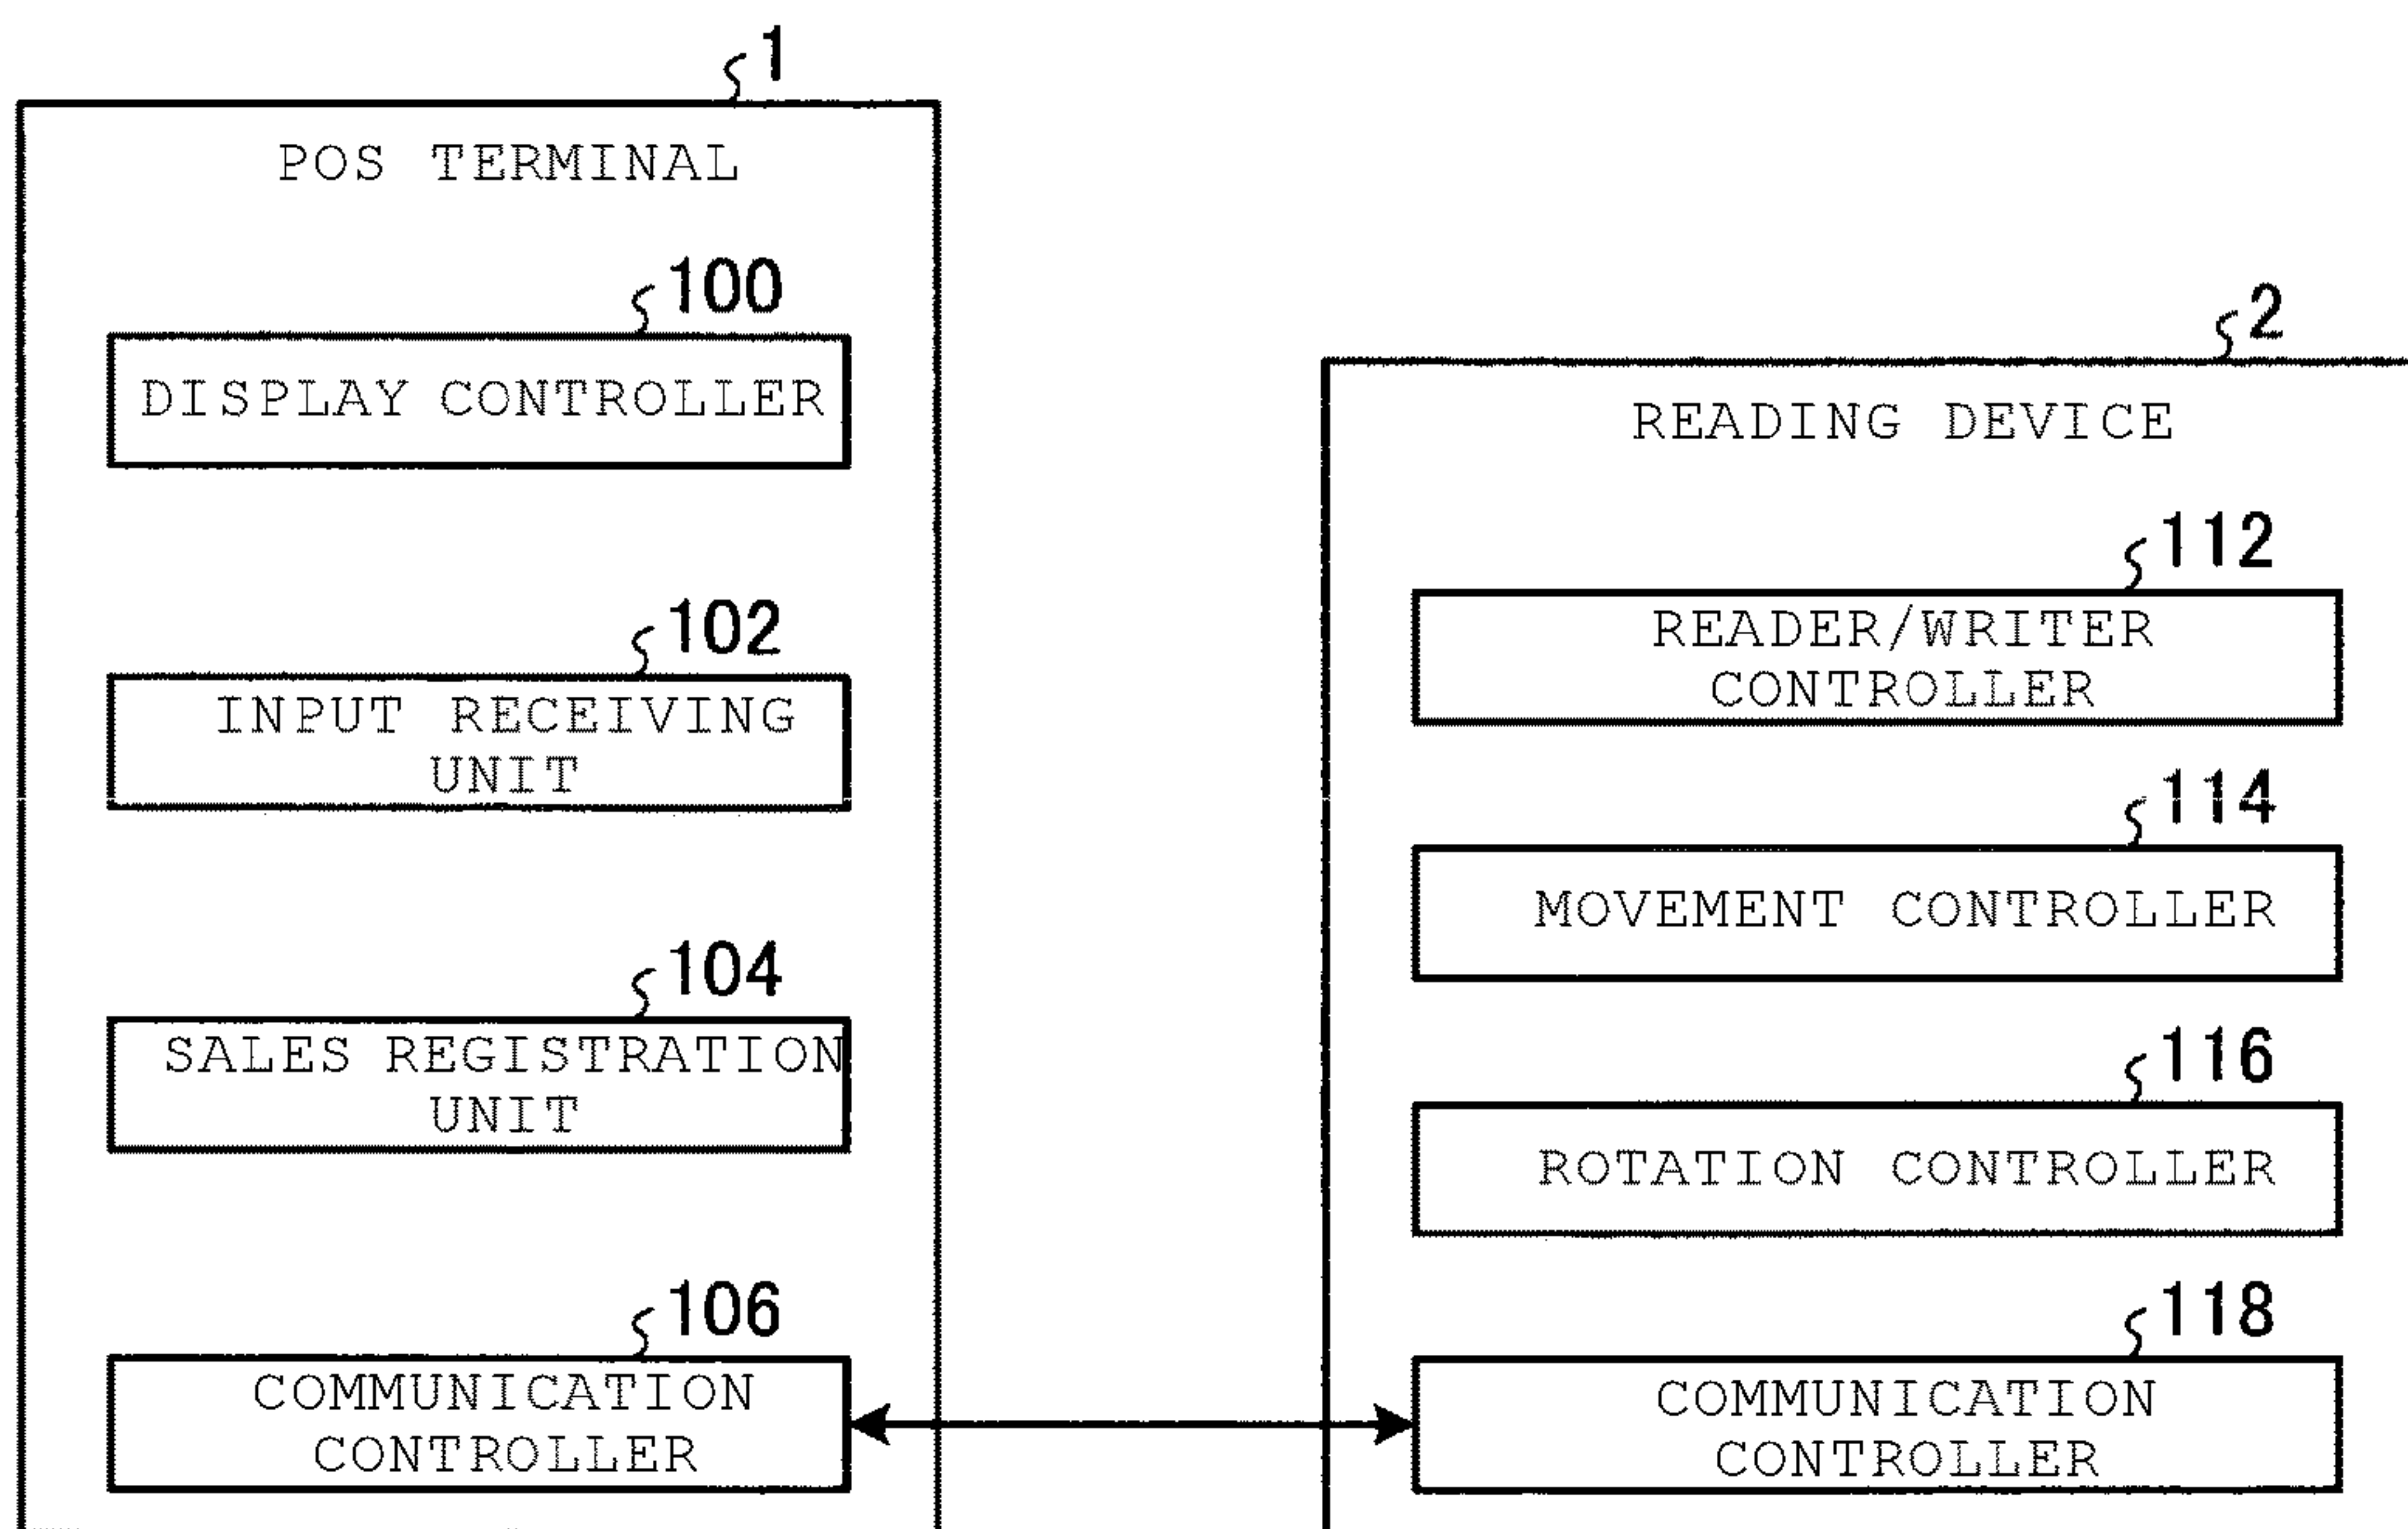 1
POS TERMINAL
100
DISPLAY CONTROLLER
102
INPUT RECEIVING
UNIT
104
SALES REGISTRATION
UNIT
106
COMMUNICATION
CONTROLLER
2
READING DEVICE
112
READER/WRITER
CONTROLLER
114
MOVEMENT CONTROLLER
116
ROTATION CONTROLLER
118
COMMUNICATION
CONTROLLER